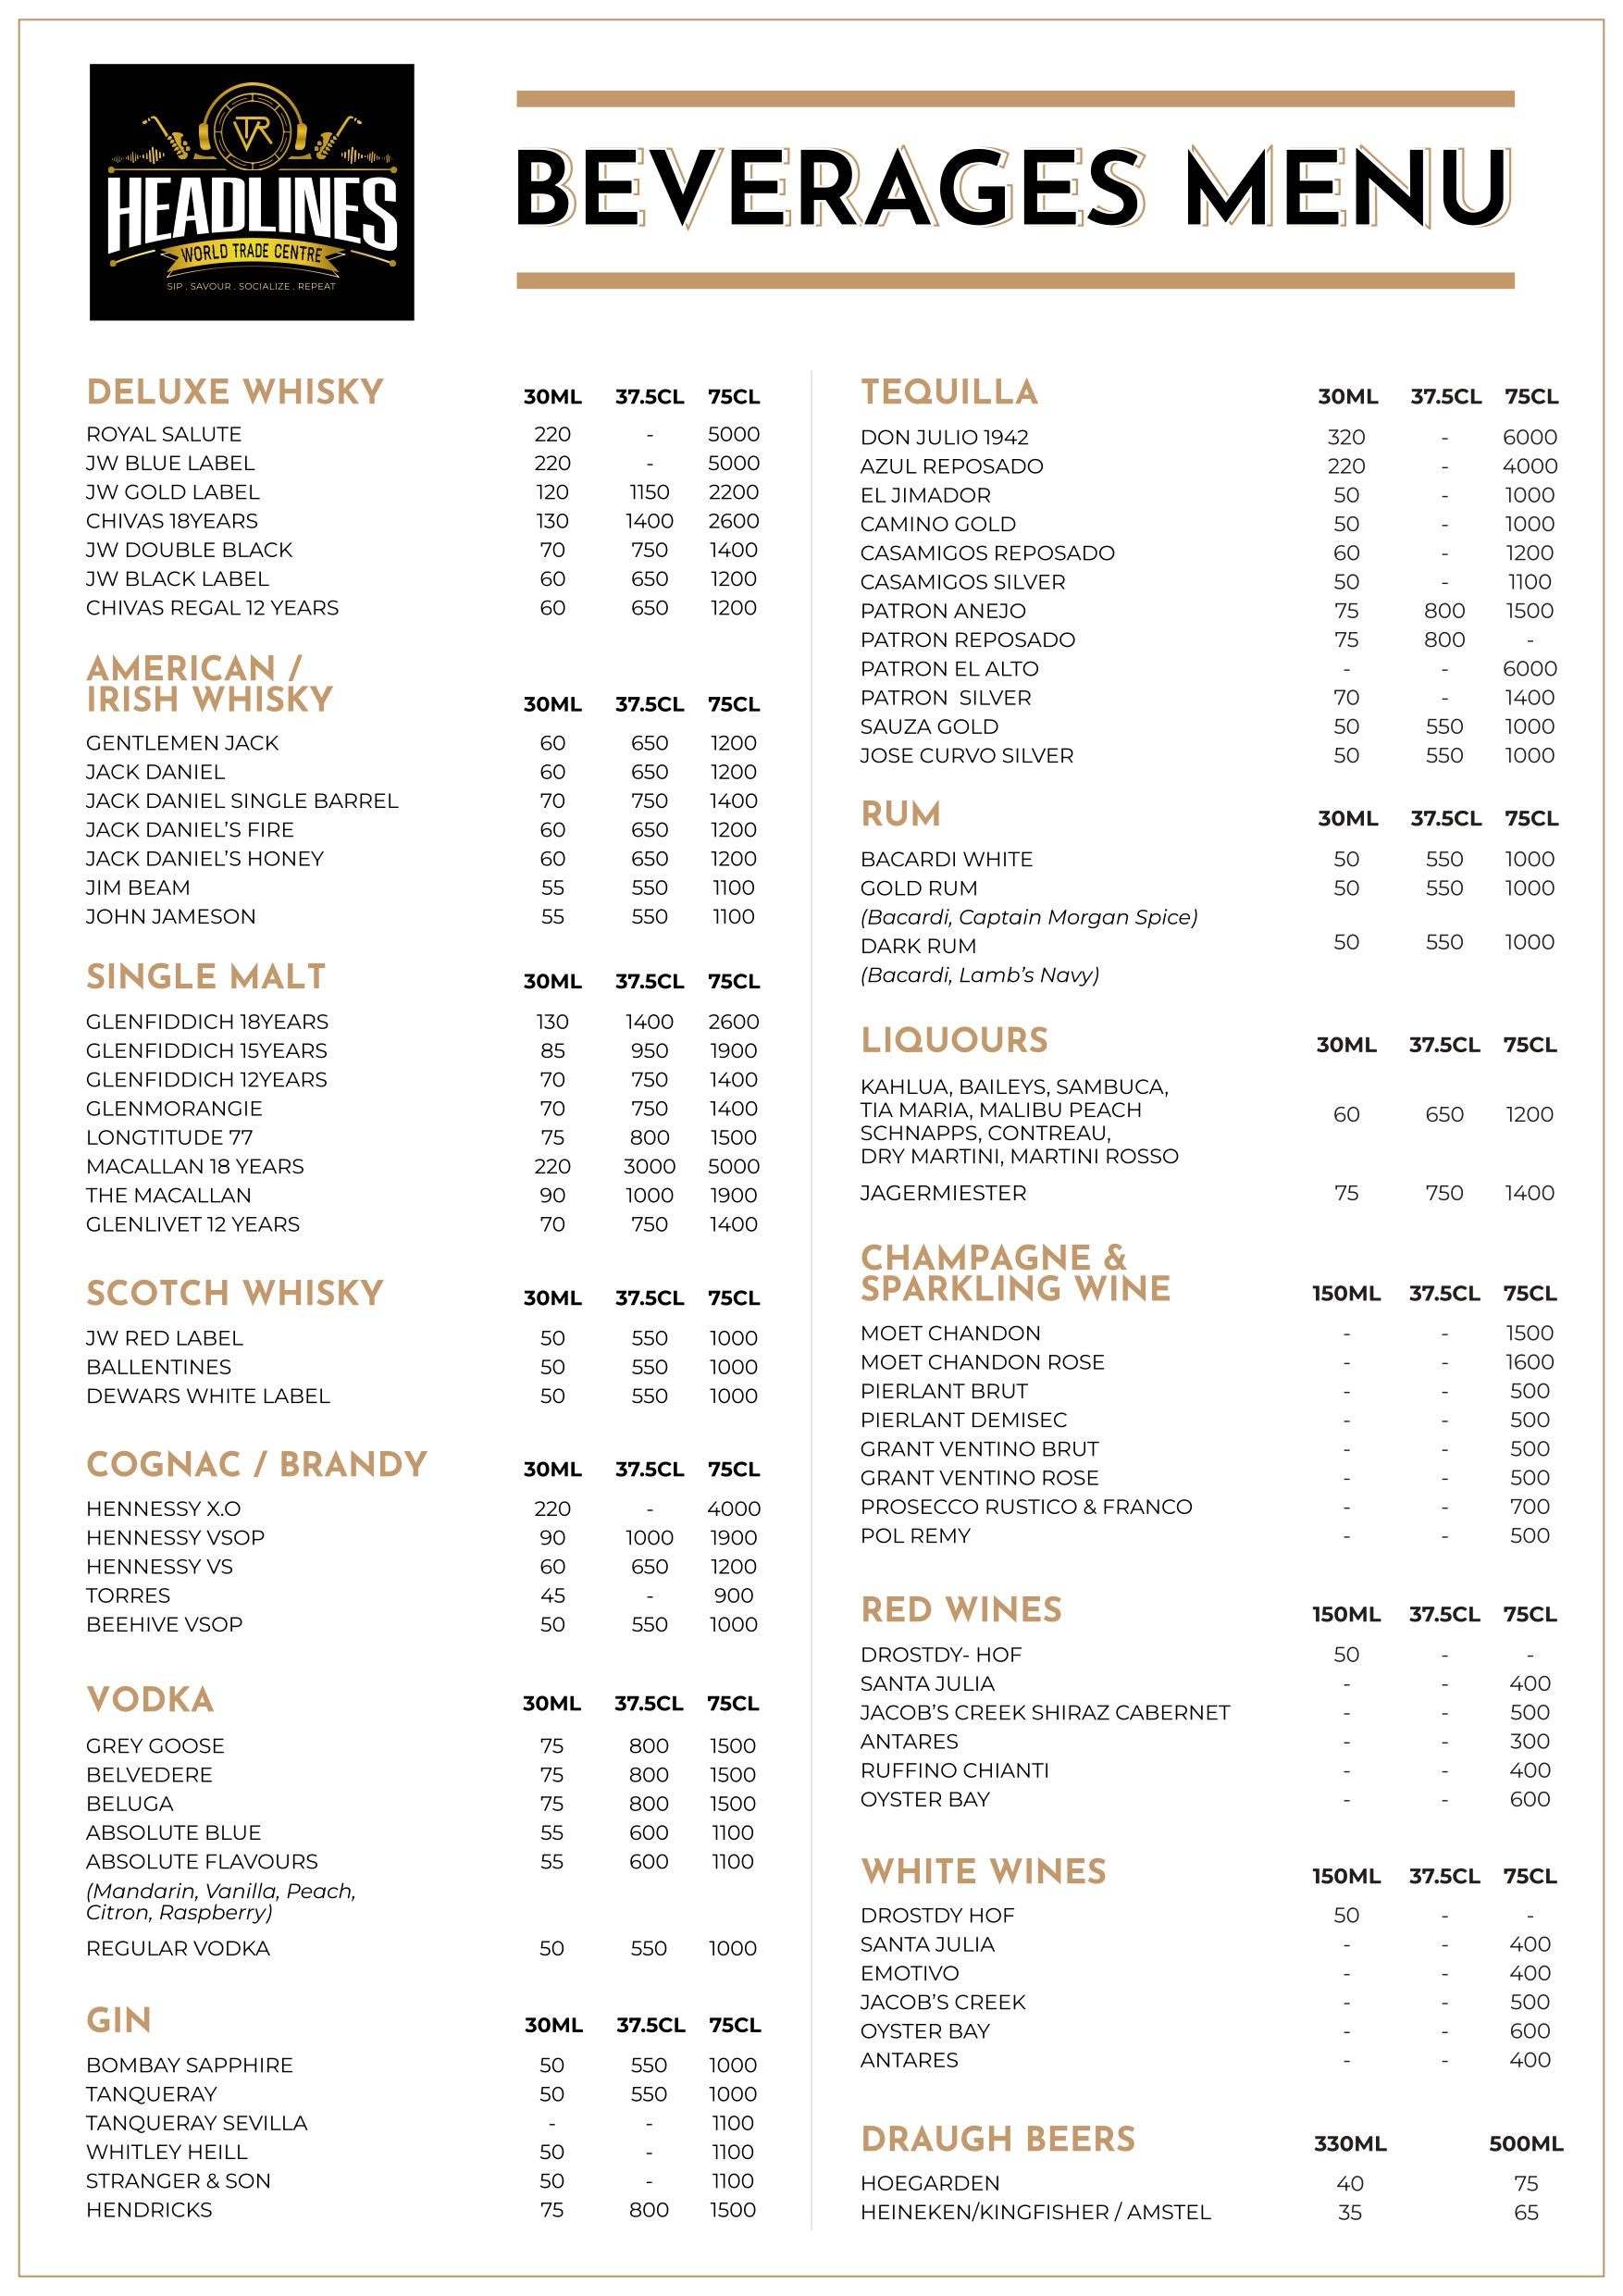 TR
HEADLINES
WORLD TRADE CENTRE
SIP . SAVOUR . SOCIALIZE . REPEAT
BEVERAGES MENU
DELUXE WHISKY 30ML 37.5CL 75CL
ROYAL SALUTE 220 - 5000
JW BLUE LABEL 220 - 5000
JW GOLD LABEL 120 1150 2200
CHIVAS 18YEARS 130 1400 2600
JW DOUBLE BLACK 70 750 1400
JW BLACK LABEL 60 650 1200
CHIVAS REGAL 12 YEARS 60 650 1200
AMERICAN /
IRISH WHISKY 30ML 37.5CL 75CL
GENTLEMEN JACK 60 650 1200
JACK DANIEL 60 650 1200
JACK DANIEL SINGLE BARREL 70 750 1400
JACK DANIEL'S FIRE 60 650 1200
JACK DANIEL'S HONEY 60 650 1200
JIM BEAM 55 550 1100
JOHN JAMESON 55 550 1100
SINGLE MALT 30ML 37.5CL 75CL
GLENFIDDICH 18YEARS 130 1400 2600
GLENFIDDICH 15YEARS 85 950 1900
GLENFIDDICH 12YEARS 70 750 1400
GLENMORANGIE 70 750 1400
LONGTITUDE 77 75 800 1500
MACALLAN 18 YEARS 220 3000 5000
THE MACALLAN 90 1000 1900
GLENLIVET 12 YEARS 70 750 1400
SCOTCH WHISKY 30ML 37.5CL 75CL
JW RED LABEL 50 550 1000
BALLENTINES 50 550 1000
DEWARS WHITE LABEL 50 550 1000
COGNAC / BRANDY 30ML 37.5CL 75CL
HENNESSY X.O 220 - 4000
HENNESSY VSOP 90 1000 1900
HENNESSY VS 60 650 1200
TORRES 45 - 900
BEEHIVE VSOP 50 550 1000
VODKA 30ML 37.5CL 75CL
GREY GOOSE 75 800 1500
BELVEDERE 75 800 1500
BELUGA 75 800 1500
ABSOLUTE BLUE 55 600 1100
ABSOLUTE FLAVOURS 55 600 1100
(Mandarin, Vanilla, Peach,
Citron, Raspberry)
REGULAR VODKA 50 550 1000
GIN 30ML 37.5CL 75CL
BOMBAY SAPPHIRE 50 550 1000
TANQUERAY 50 550 1000
TANQUERAY SEVILLA - - 1100
WHITLEY HEILL 50 - 1100
STRANGER & SON 50 - 1100
HENDRICKS 75 800 1500
TEQUILLA 30ML 37.5CL 75CL
DON JULIO 1942 320 - 6000
AZUL REPOSADO 220 - 4000
EL JIMADOR 50 - 1000
CAMINO GOLD 50 - 1000
CASAMIGOS REPOSADO 60 - 1200
CASAMIGOS SILVER 50 - 1100
PATRON ANEJO 75 800 1500
PATRON REPOSADO 75 800 -
PATRON EL ALTO - - 6000
PATRON SILVER 70 - 1400
SAUZA GOLD 50 550 1000
JOSE CURVO SILVER 50 550 1000
RUM 30ML 37.5CL 75CL
BACARDI WHITE 50 550 1000
GOLD RUM 50 550 1000
(Bacardi, Captain Morgan Spice)
DARK RUM 50 550 1000
(Bacardi, Lamb's Navy)
LIQUOURS 30ML 37.5CL 75CL
KAHLUA, BAILEYS, SAMBUCA,
TIA MARIA, MALIBU PEACH 60 650 1200
SCHNAPPS, CONTREAU,
DRY MARTINI, MARTINI ROSSO
JAGERMIESTER 75 750 1400
CHAMPAGNE &
SPARKLING WINE 150ML 37.5CL 75CL
MOET CHANDON - - 1500
MOET CHANDON ROSE - - 1600
PIERLANT BRUT - - 500
PIERLANT DEMISEC - - 500
GRANT VENTINO BRUT - - 500
GRANT VENTINO ROSE - - 500
PROSECCO RUSTICO & FRANCO - - 700
POL REMY - - 500
RED WINES 150ML 37.5CL 75CL
DROSTDY- HOF 50 - -
SANTA JULIA - - 400
JACOB'S CREEK SHIRAZ CABERNET - - 500
ANTARES - - 300
RUFFINO CHIANTI - - 400
OYSTER BAY - - 600
WHITE WINES 150ML 37.5CL 75CL
DROSTDY HOF 50 - -
SANTA JULIA - - 400
EMOTIVO - - 400
JACOB'S CREEK - - 500
OYSTER BAY - - 600
ANTARES - - 400
DRAUGH BEERS 330ML 500ML
HOEGARDEN 40 75
HEINEKEN/KINGFISHER / AMSTEL 35 65